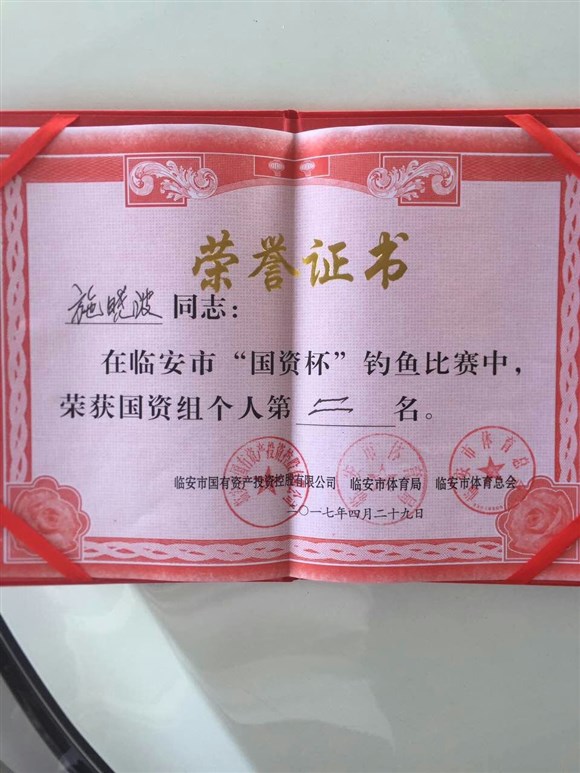 荣誉证书
施晓波同志：
在临安市“国资杯”钓鱼比赛中，
荣获国资组个人第二名。
临安市国有资产投资控股有限公司 临安市体育局 临安市体育总会
二〇一七年四月二十九日